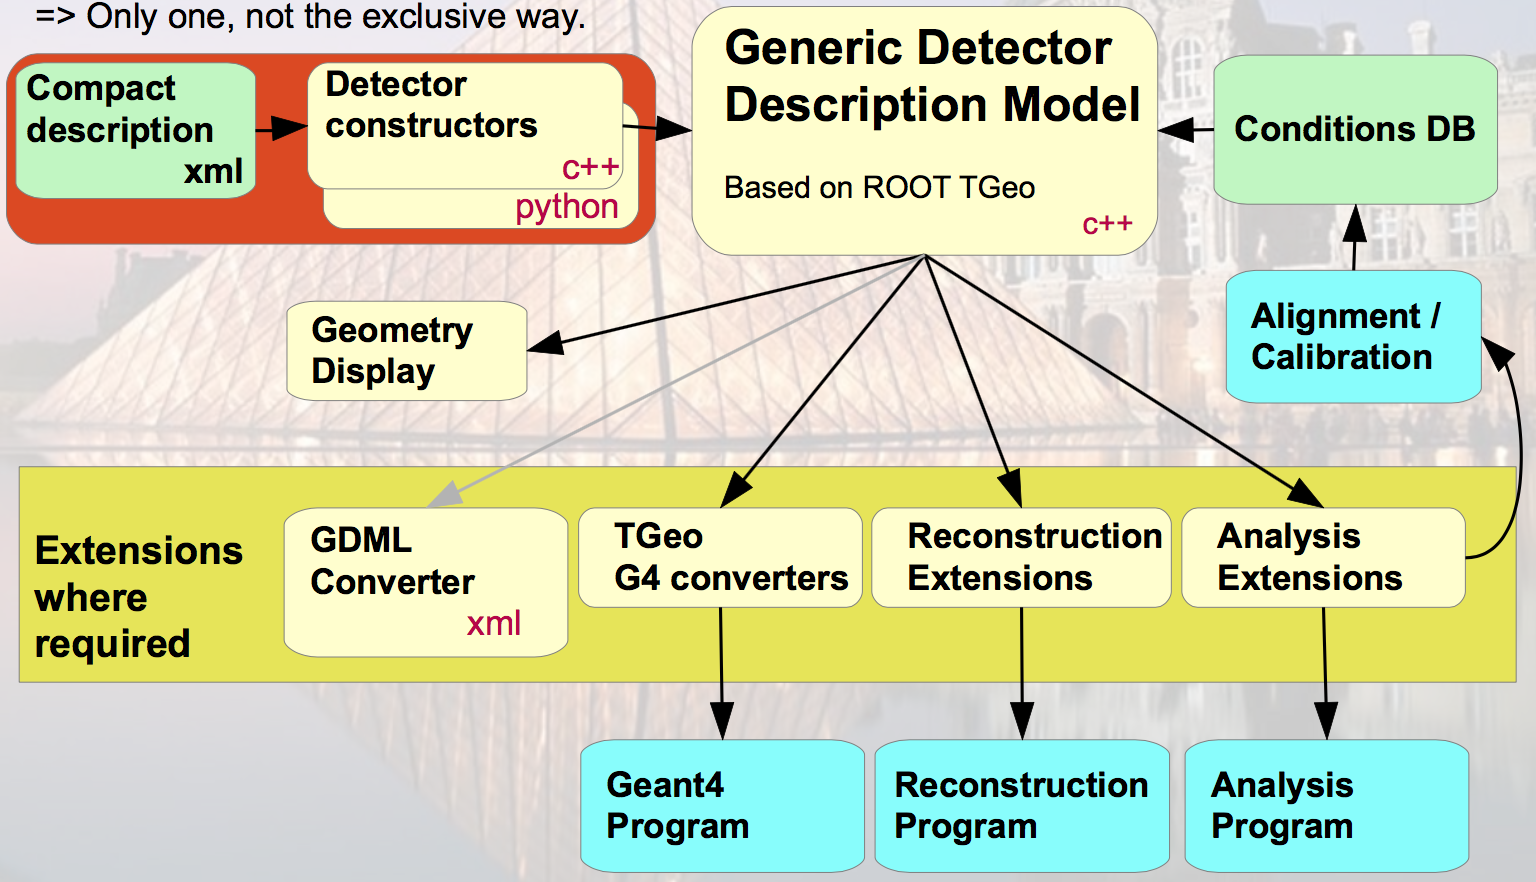 => Only one, not the exclusive way.
Compact
description
xml
Detector
constructors
c++
python
Generic Detector
Description Model
Based on ROOT TGeo
c++
Conditions DB
Alignment /
Calibration
Geometry
Display
Extensions
where
required
GDML
Converter
xml
TGeo
G4 converters
Reconstruction
Extensions
Analysis
Extensions
Geant4
Program
Reconstruction
Program
Analysis
Program